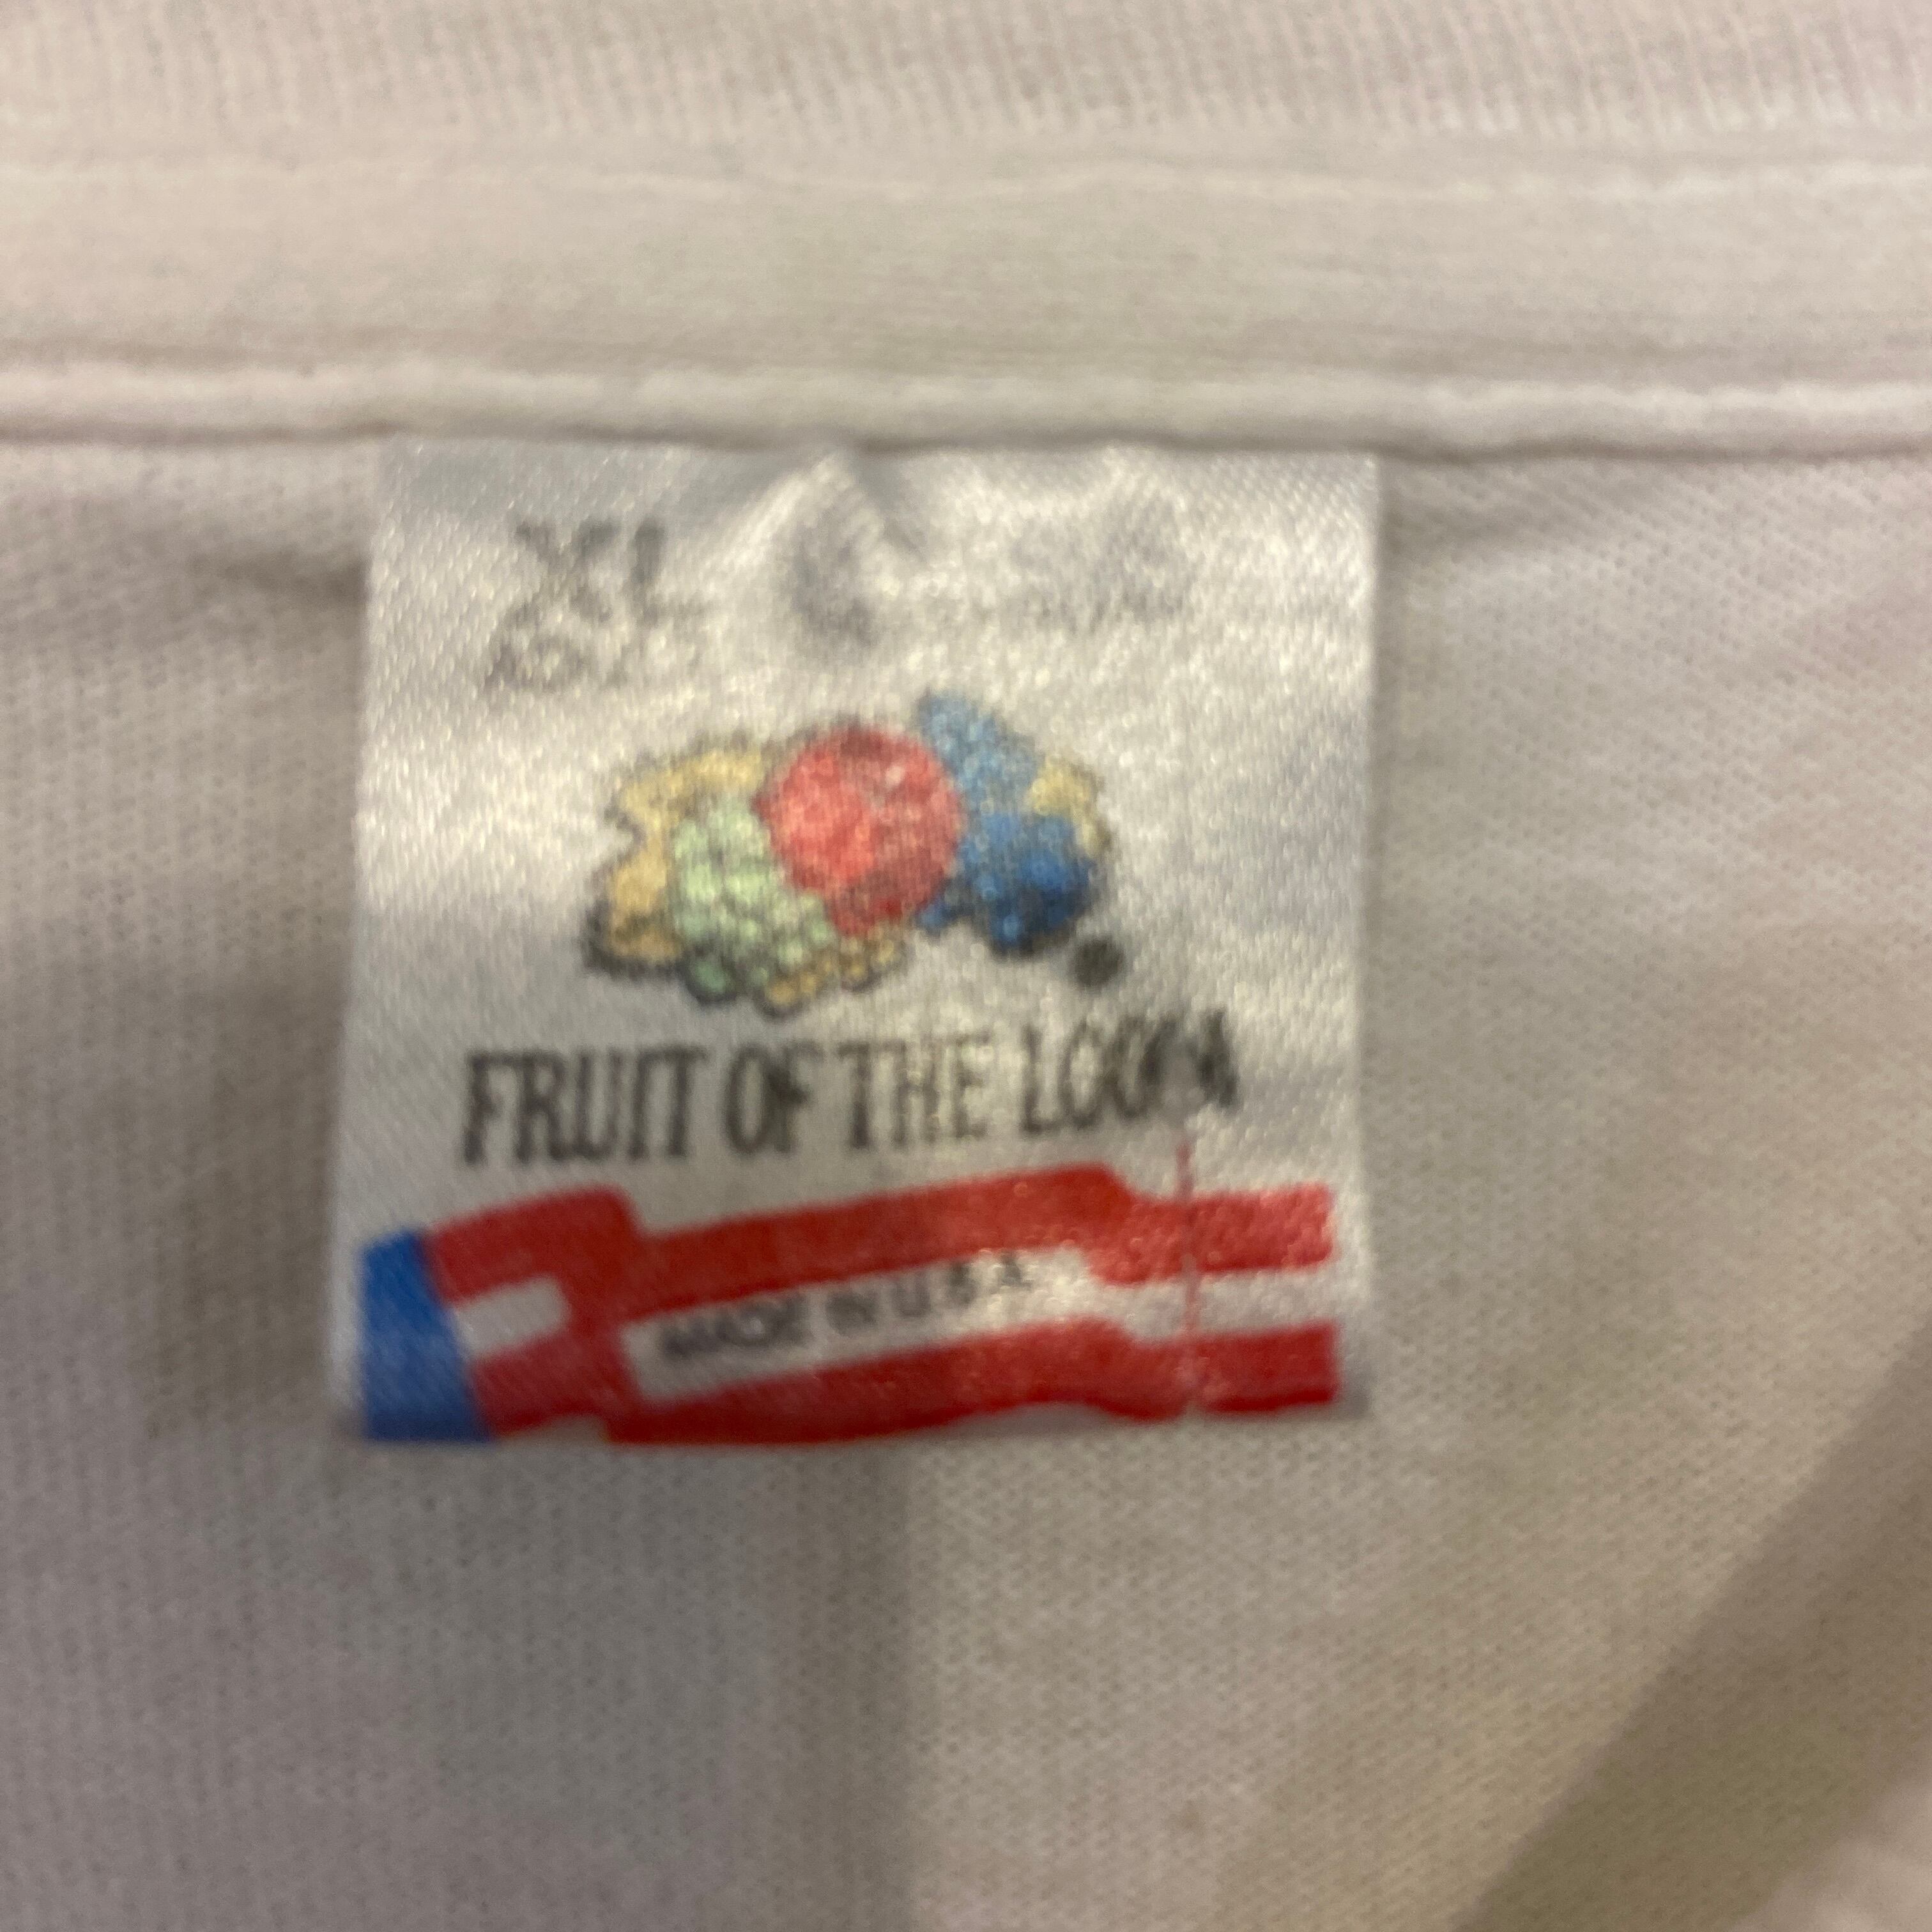 XL
FRUIT OF THE LOOM
MADE IN U.S.A.